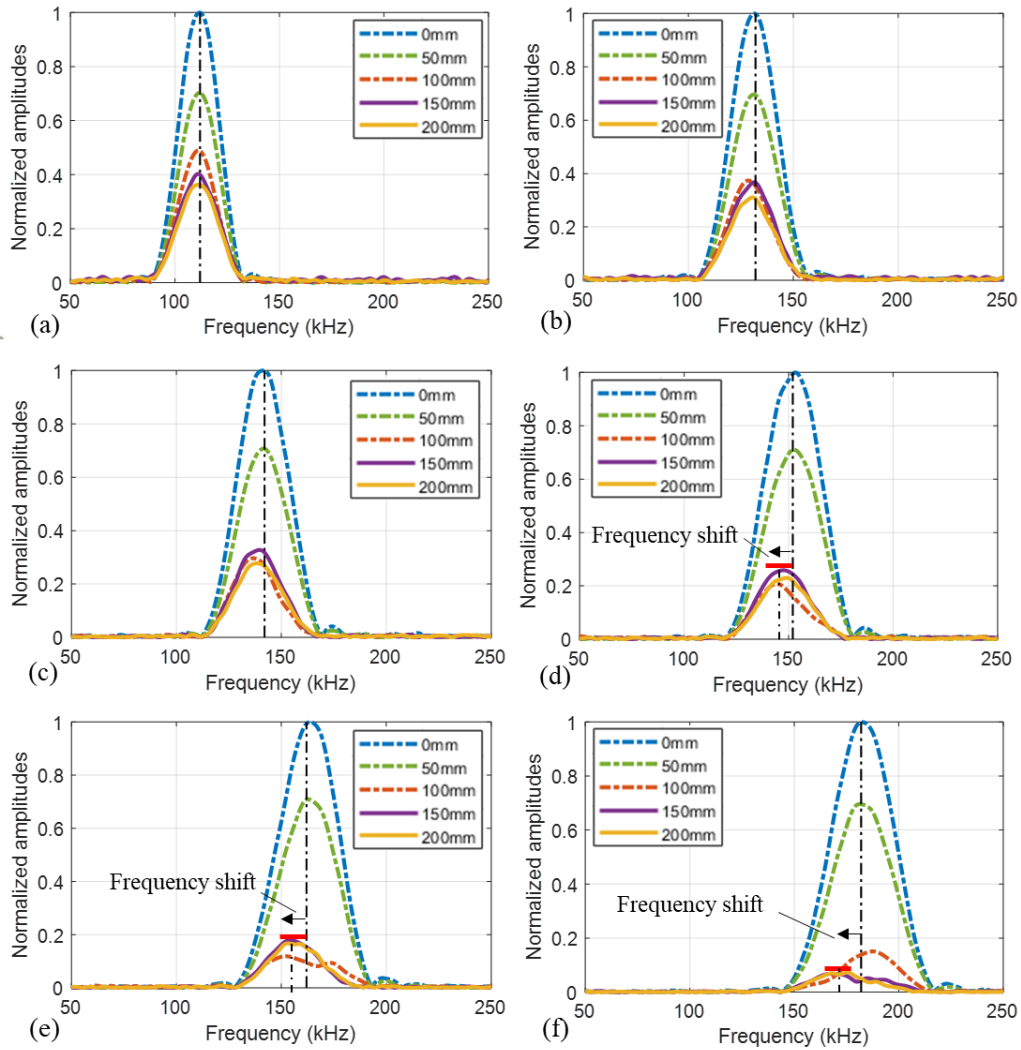 1
0.8
0.6
0.4
0.2
0
50 100 150 200 250
Normalized amplitudes
Frequency (kHz)
0mm
50mm
100mm
150mm
200mm
(a)
1
0.8
0.6
0.4
0.2
0
50 100 150 200 250
Normalized amplitudes
Frequency (kHz)
0mm
50mm
100mm
150mm
200mm
(b)
1
0.8
0.6
0.4
0.2
0
50 100 150 200 250
Normalized amplitudes
Frequency (kHz)
0mm
50mm
100mm
150mm
200mm
(c)
1
0.8
0.6
0.4
0.2
0
50 100 150 200 250
Normalized amplitudes
Frequency (kHz)
0mm
50mm
100mm
150mm
200mm
Frequency shift
(d)
1
0.8
0.6
0.4
0.2
0
50 100 150 200 250
Normalized amplitudes
Frequency (kHz)
0mm
50mm
100mm
150mm
200mm
Frequency shift
(e)
1
0.8
0.6
0.4
0.2
0
50 100 150 200 250
Normalized amplitudes
Frequency (kHz)
0mm
50mm
100mm
150mm
200mm
Frequency shift
(f)